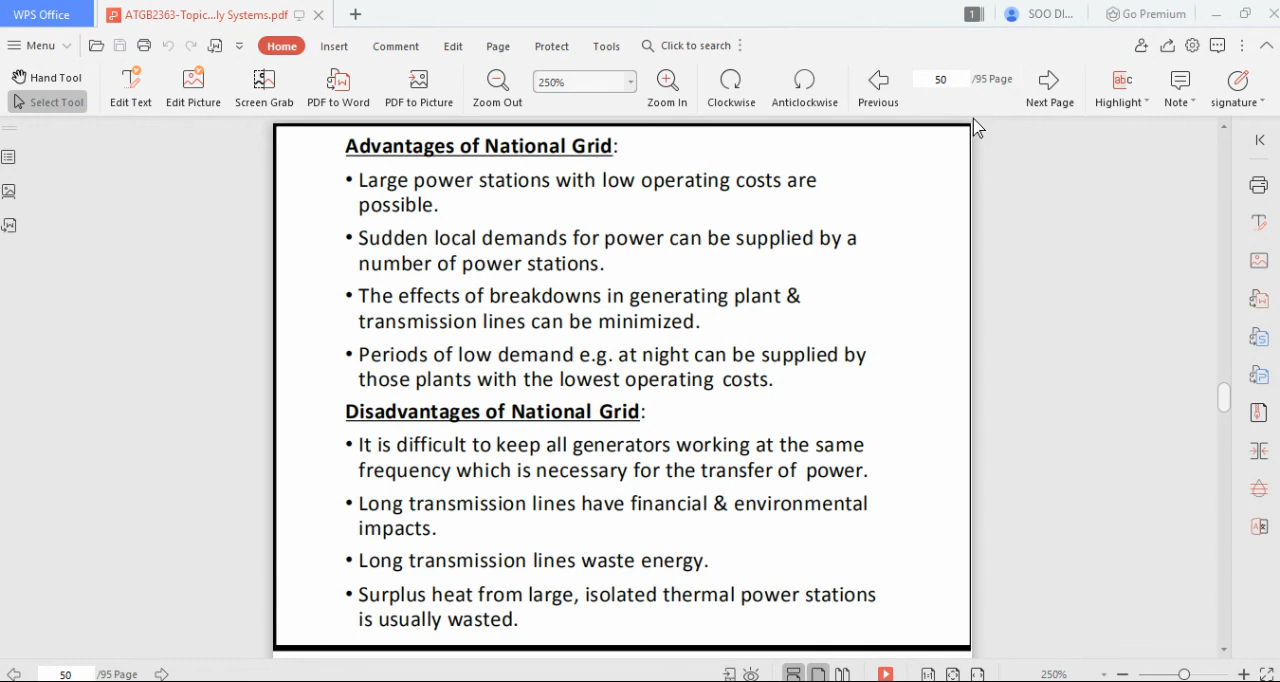 WPS Office
ATGB2363-Topic...ly Systems.pdf
1
SOO DI...
Go Premium
Menu
Home
Insert
Comment
Edit
Page
Protect
Tools
Click to search
Hand Tool
Select Tool
Edit Text
Edit Picture
Screen Grab
PDF to Word
PDF to Picture
Zoom Out
250%
Zoom In
Clockwise
Anticlockwise
Previous
50 /95 Page
Next Page
Highlight
Note
signature
Advantages of National Grid:
• Large power stations with low operating costs are
possible.
• Sudden local demands for power can be supplied by a
number of power stations.
• The effects of breakdowns in generating plant &
transmission lines can be minimized.
• Periods of low demand e.g. at night can be supplied by
those plants with the lowest operating costs.
Disadvantages of National Grid:
• It is difficult to keep all generators working at the same
frequency which is necessary for the transfer of power.
• Long transmission lines have financial & environmental
impacts.
• Long transmission lines waste energy.
• Surplus heat from large, isolated thermal power stations
is usually wasted.
50 /95 Page
250%